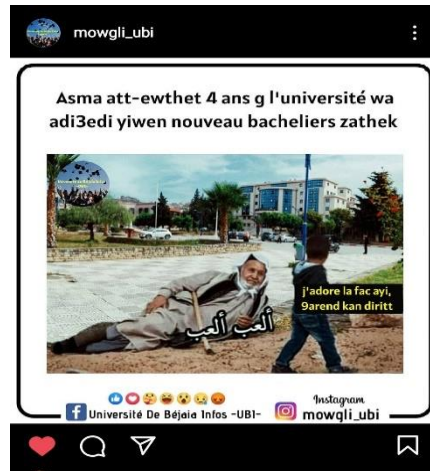 mowgli_ubi
Asma att-ewthet 4 ans g l'université wa
adi3edi yiwen nouveau bacheliers zathek
j'adore la fac ayi,
9arend kan diritt
ألعب ألعب
Université De Béjaia Infos -UBI-
Instagram
mowgli_ubi